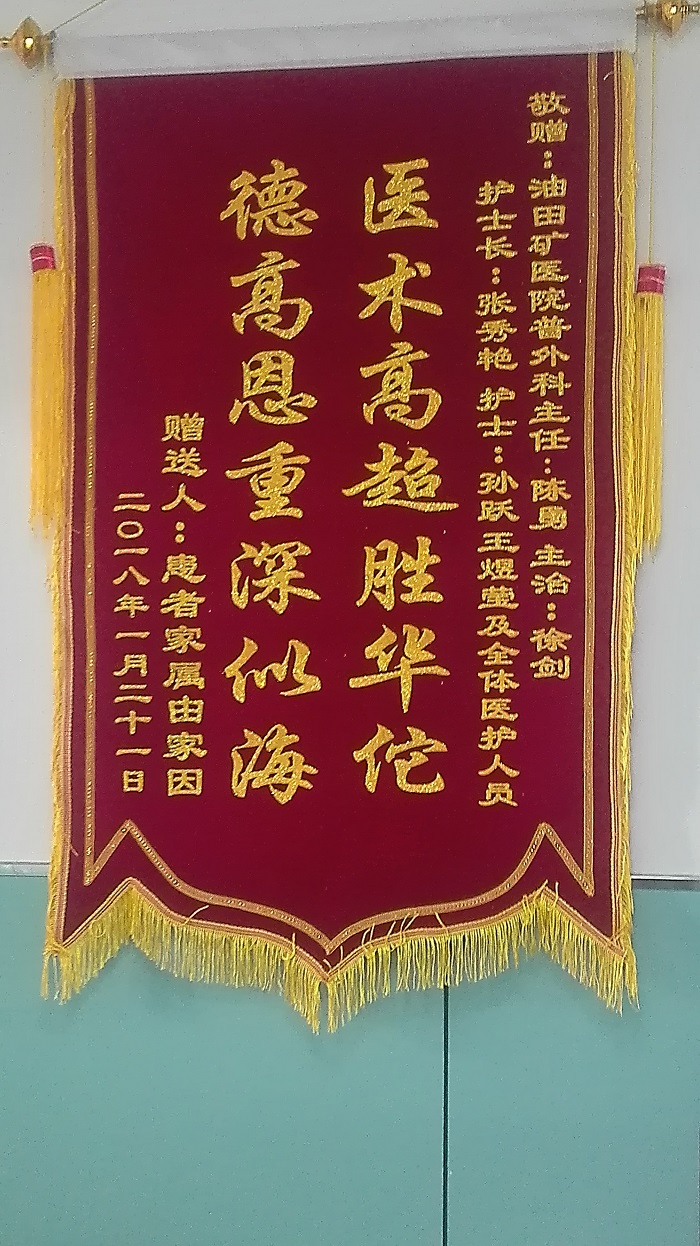 敬赠：油田矿医院普外科主任：陈勇 主治：徐剑
护士长：张秀艳 护士：孙跃王煜莹及全体医护人员
医术高超胜华佗
德高恩重深似海
赠送人：患者家属由家因
二〇一八年一月二十一日